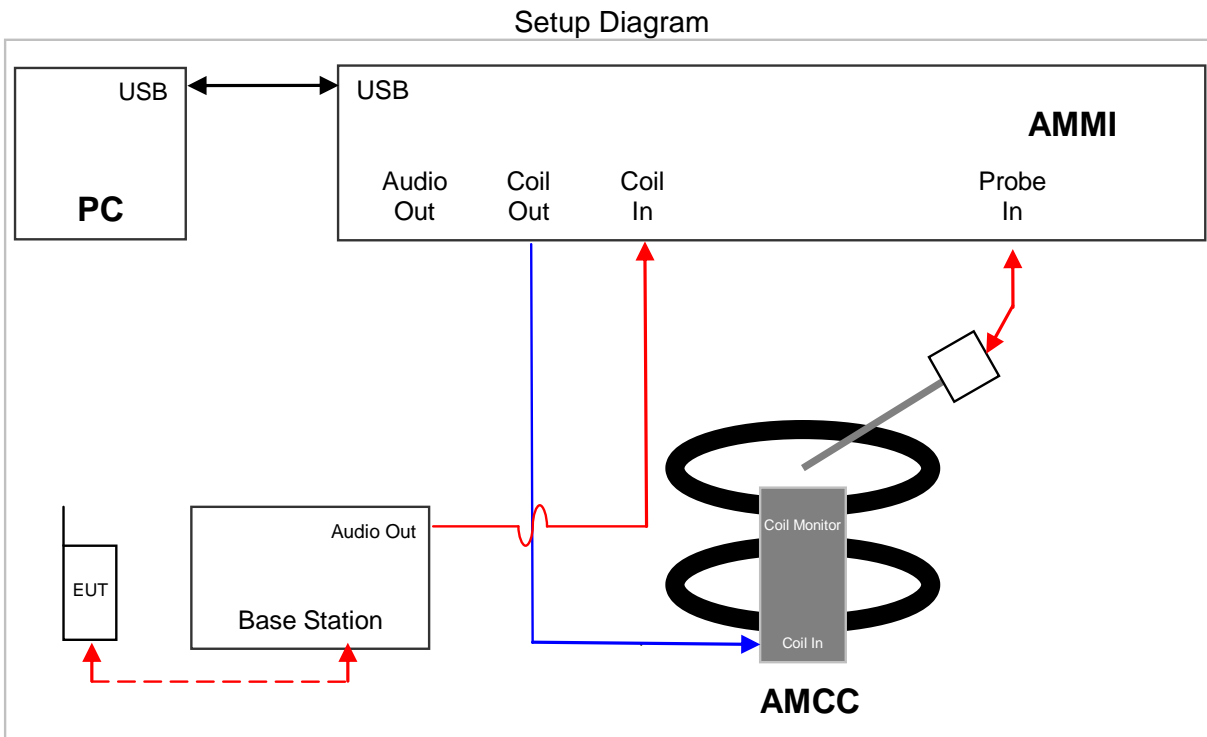 Setup Diagram
USB
PC
USB
AMMI
Audio
Out
Coil
Out
Coil
In
Probe
In
EUT
Audio Out
Base Station
Coil Monitor
Coil In
AMCC